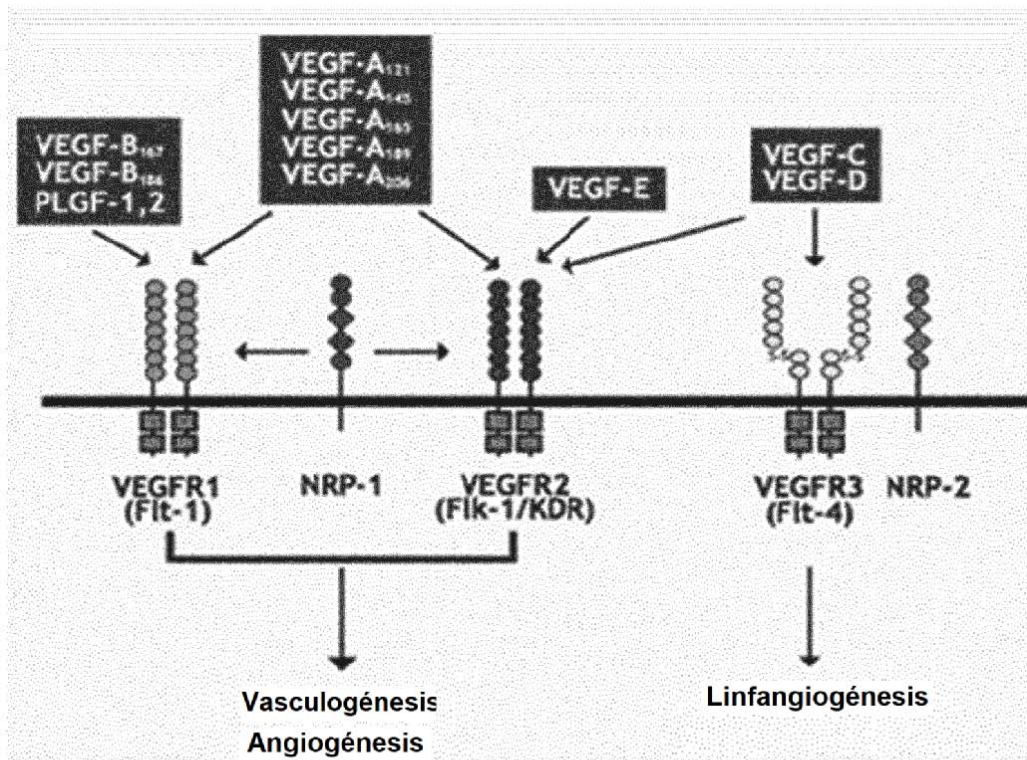 VEGF-A₁₂₁
VEGF-A₁₄₅
VEGF-A₁₆₅
VEGF-A₁₈₉
VEGF-A₂₀₆
VEGF-B₁₆₇
VEGF-B₁₈₆
PLGF-1,2
VEGF-E
VEGF-C
VEGF-D
VEGFR1
(Flt-1)
NRP-1
VEGFR2
(Flk-1/KDR)
VEGFR3
(Flt-4)
NRP-2
Vasculogénesis
Angiogénesis
Linfangiogénesis